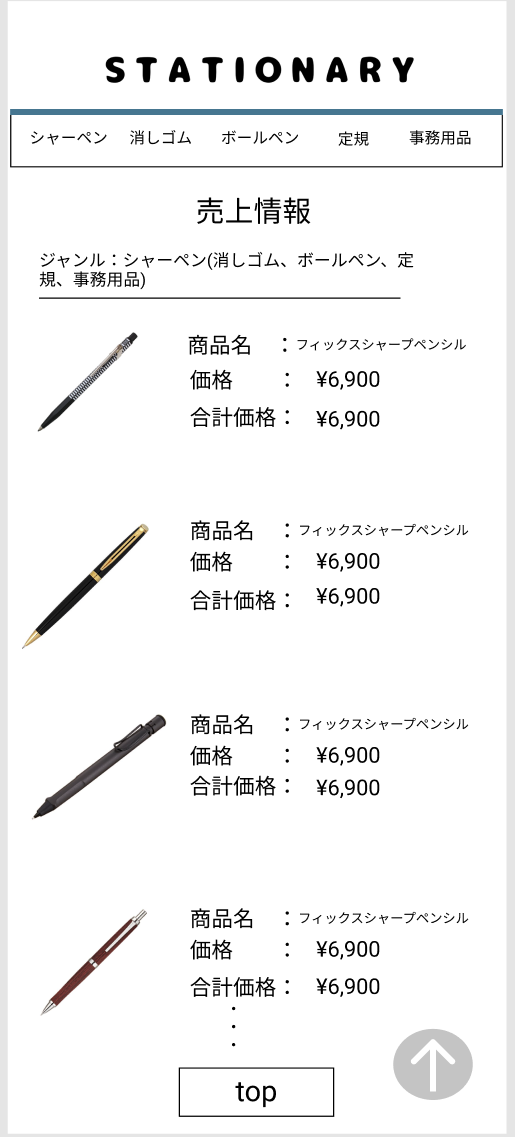 STATIONARY
シャーペン 消しゴム ボールペン 定規 事務用品
売上情報
ジャンル：シャーペン(消しゴム、ボールペン、定
規、事務用品)
商品名 ：フィックスシャープペンシル
価格 ： ¥6,900
合計価格： ¥6,900
商品名 ：フィックスシャープペンシル
価格 ： ¥6,900
合計価格： ¥6,900
商品名 ：フィックスシャープペンシル
価格 ： ¥6,900
合計価格： ¥6,900
商品名 ：フィックスシャープペンシル
価格 ： ¥6,900
合計価格： ¥6,900
・
・
・
top